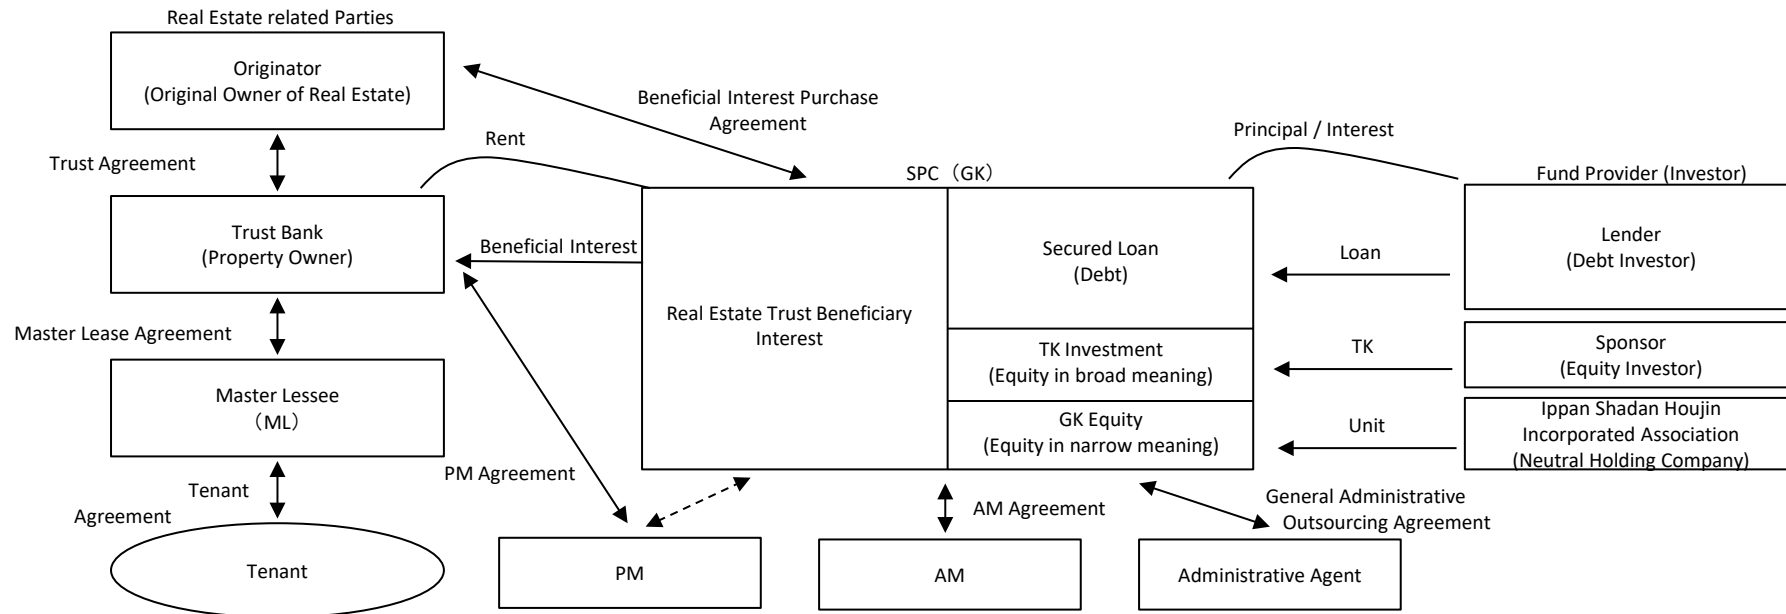 Real Estate related Parties
Originator
(Original Owner of Real Estate)
Beneficial Interest Purchase
Agreement
Rent
Principal / Interest
Trust Agreement
SPC（GK）
Fund Provider (Investor)
Trust Bank
(Property Owner)
Beneficial Interest
Real Estate Trust Beneficiary
Interest
Secured Loan
(Debt)
Loan
Lender
(Debt Investor)
Master Lease Agreement
TK Investment
(Equity in broad meaning)
TK
Sponsor
(Equity Investor)
Master Lessee
（ML）
GK Equity
(Equity in narrow meaning)
Unit
Ippan Shadan Houjin
Incorporated Association
(Neutral Holding Company)
PM Agreement
Tenant
Agreement
AM Agreement
General Administrative
Outsourcing Agreement
Tenant
PM
AM
Administrative Agent